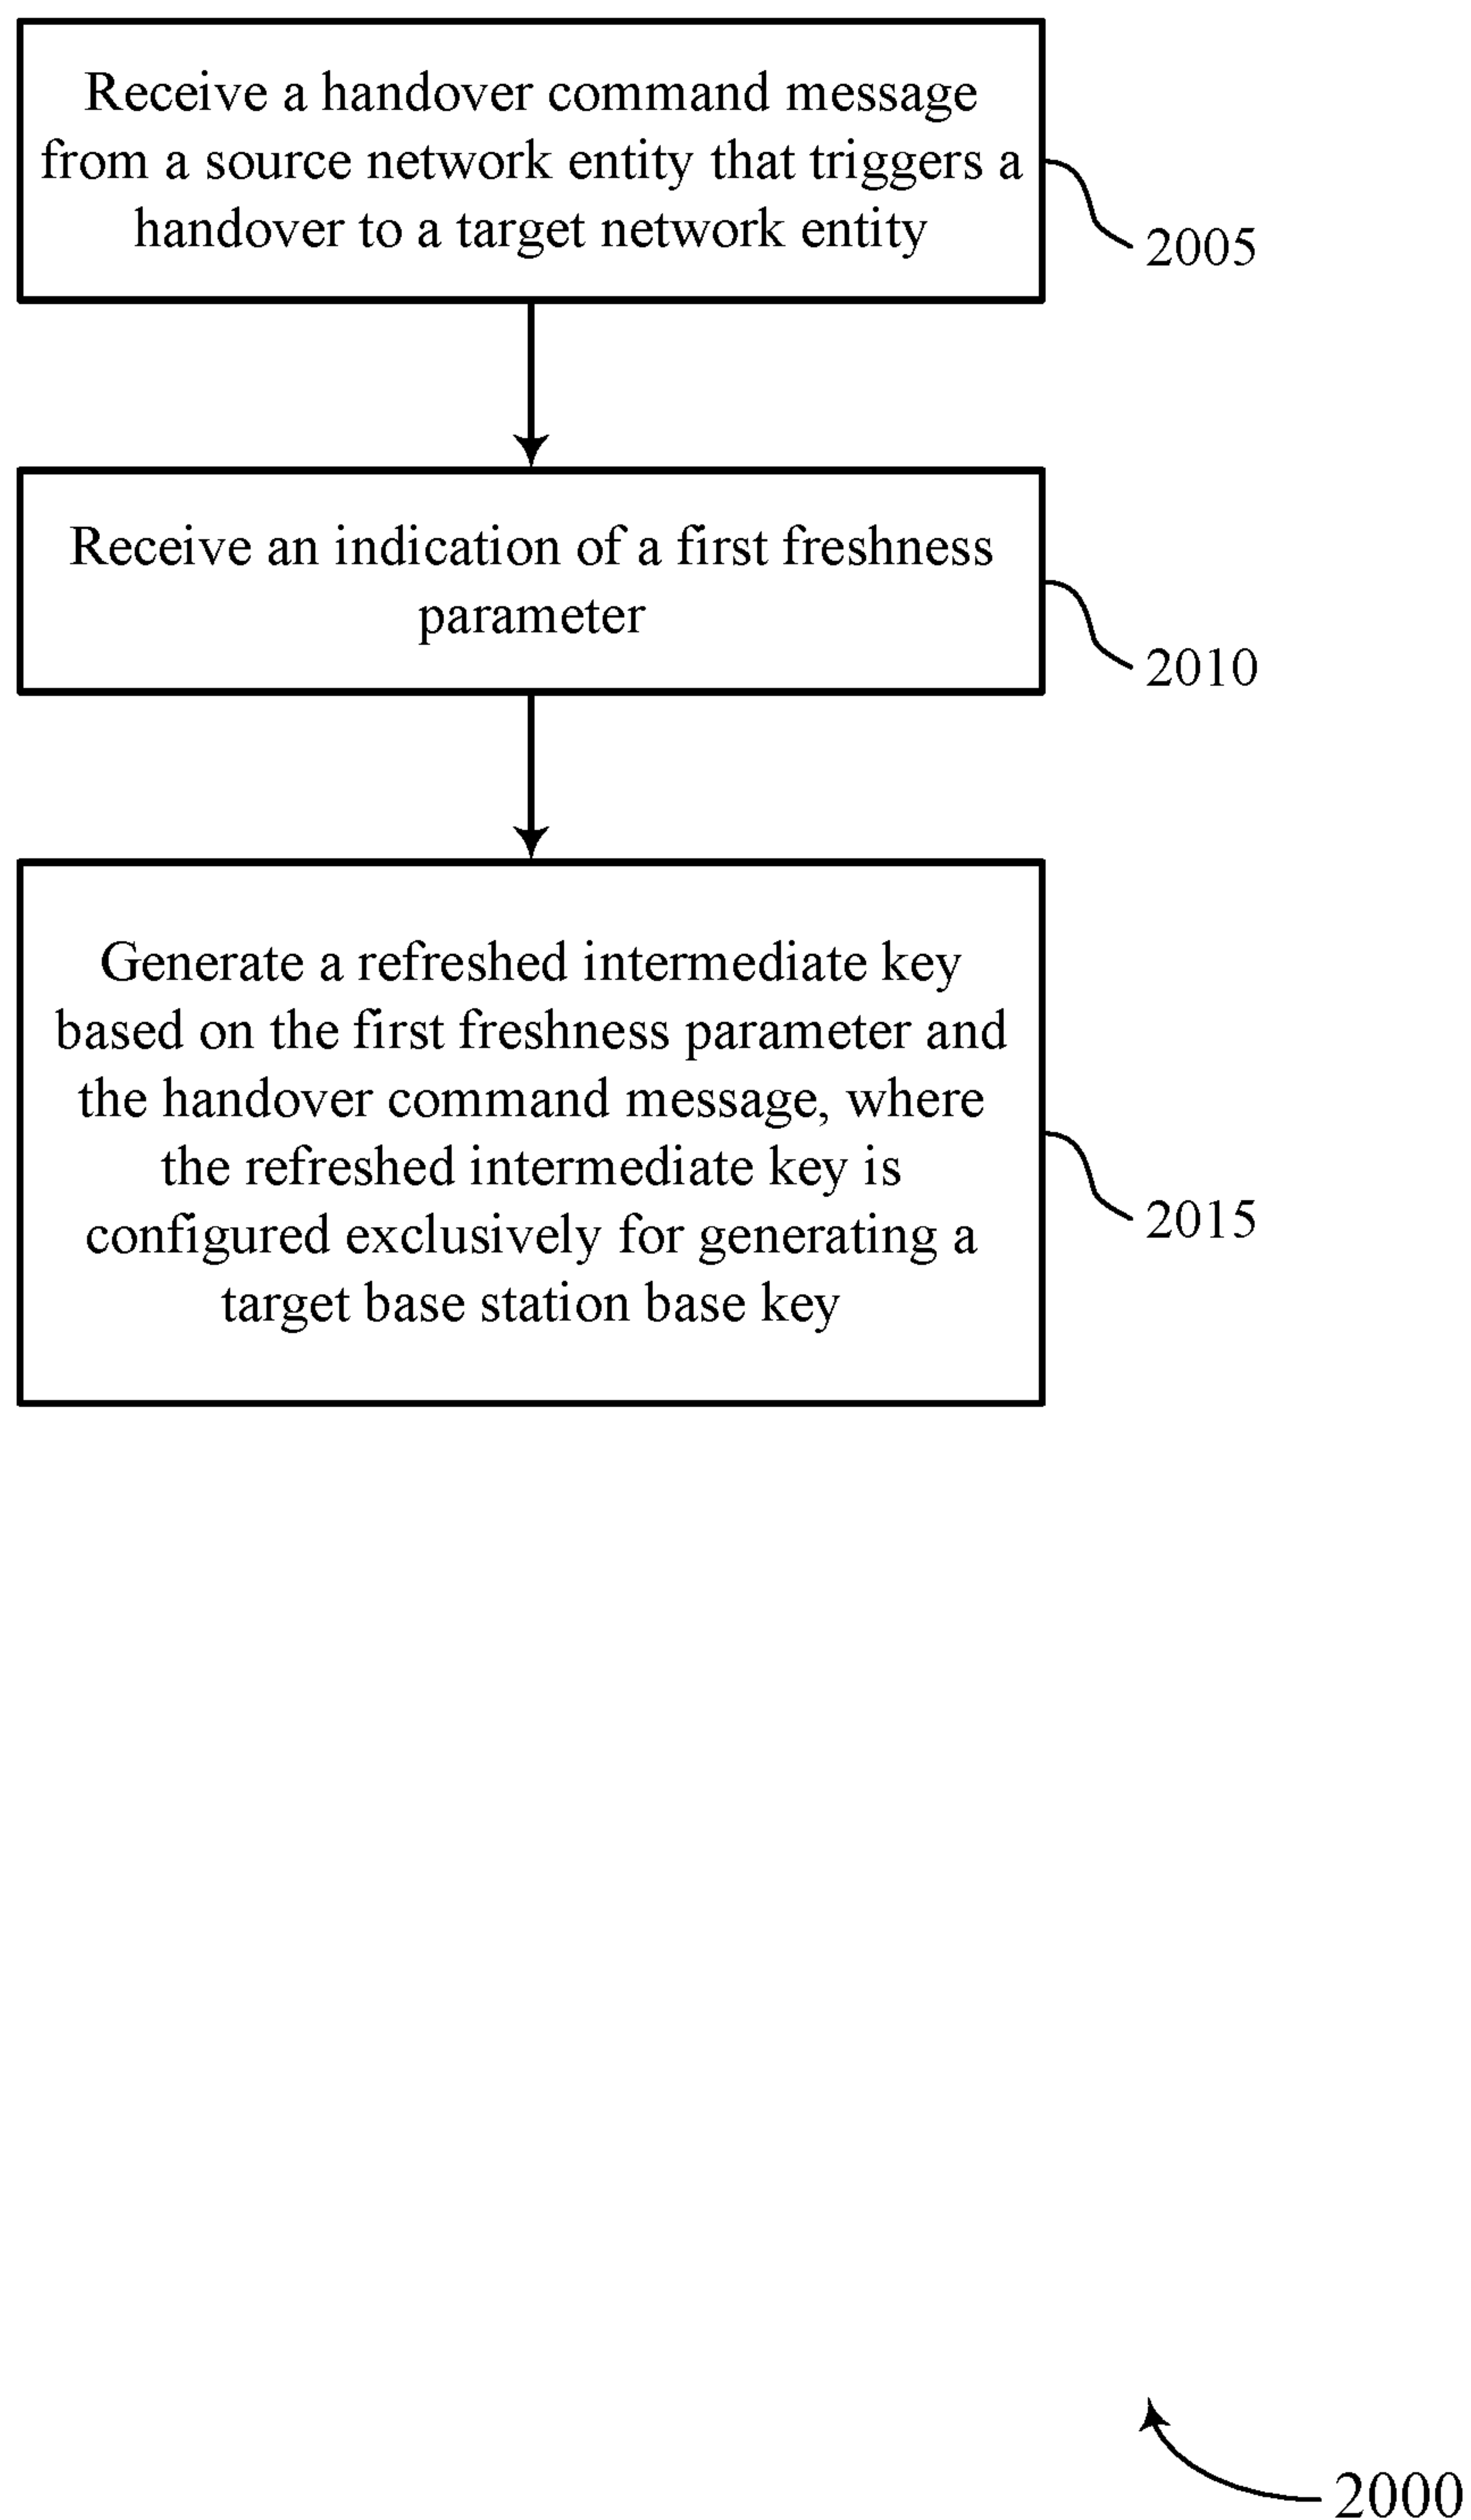 Receive a handover command message
from a source network entity that triggers a
handover to a target network entity
2005
Receive an indication of a first freshness
parameter
2010
Generate a refreshed intermediate key
based on the first freshness parameter and
the handover command message, where
the refreshed intermediate key is
configured exclusively for generating a
target base station base key
2015
2000